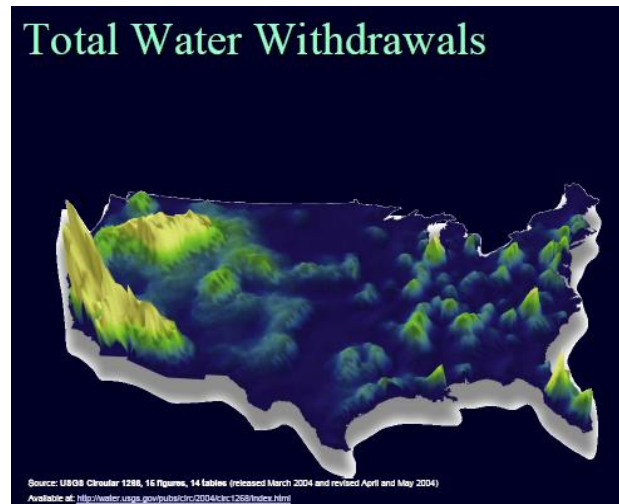 Total Water Withdrawals
Source: USGS Circular 1268, 15 figures, 14 tables (released March 2004 and revised April and May 2004)
Available at: http://water.usgs.gov/pubs/circ/2004/circ1268/index.html